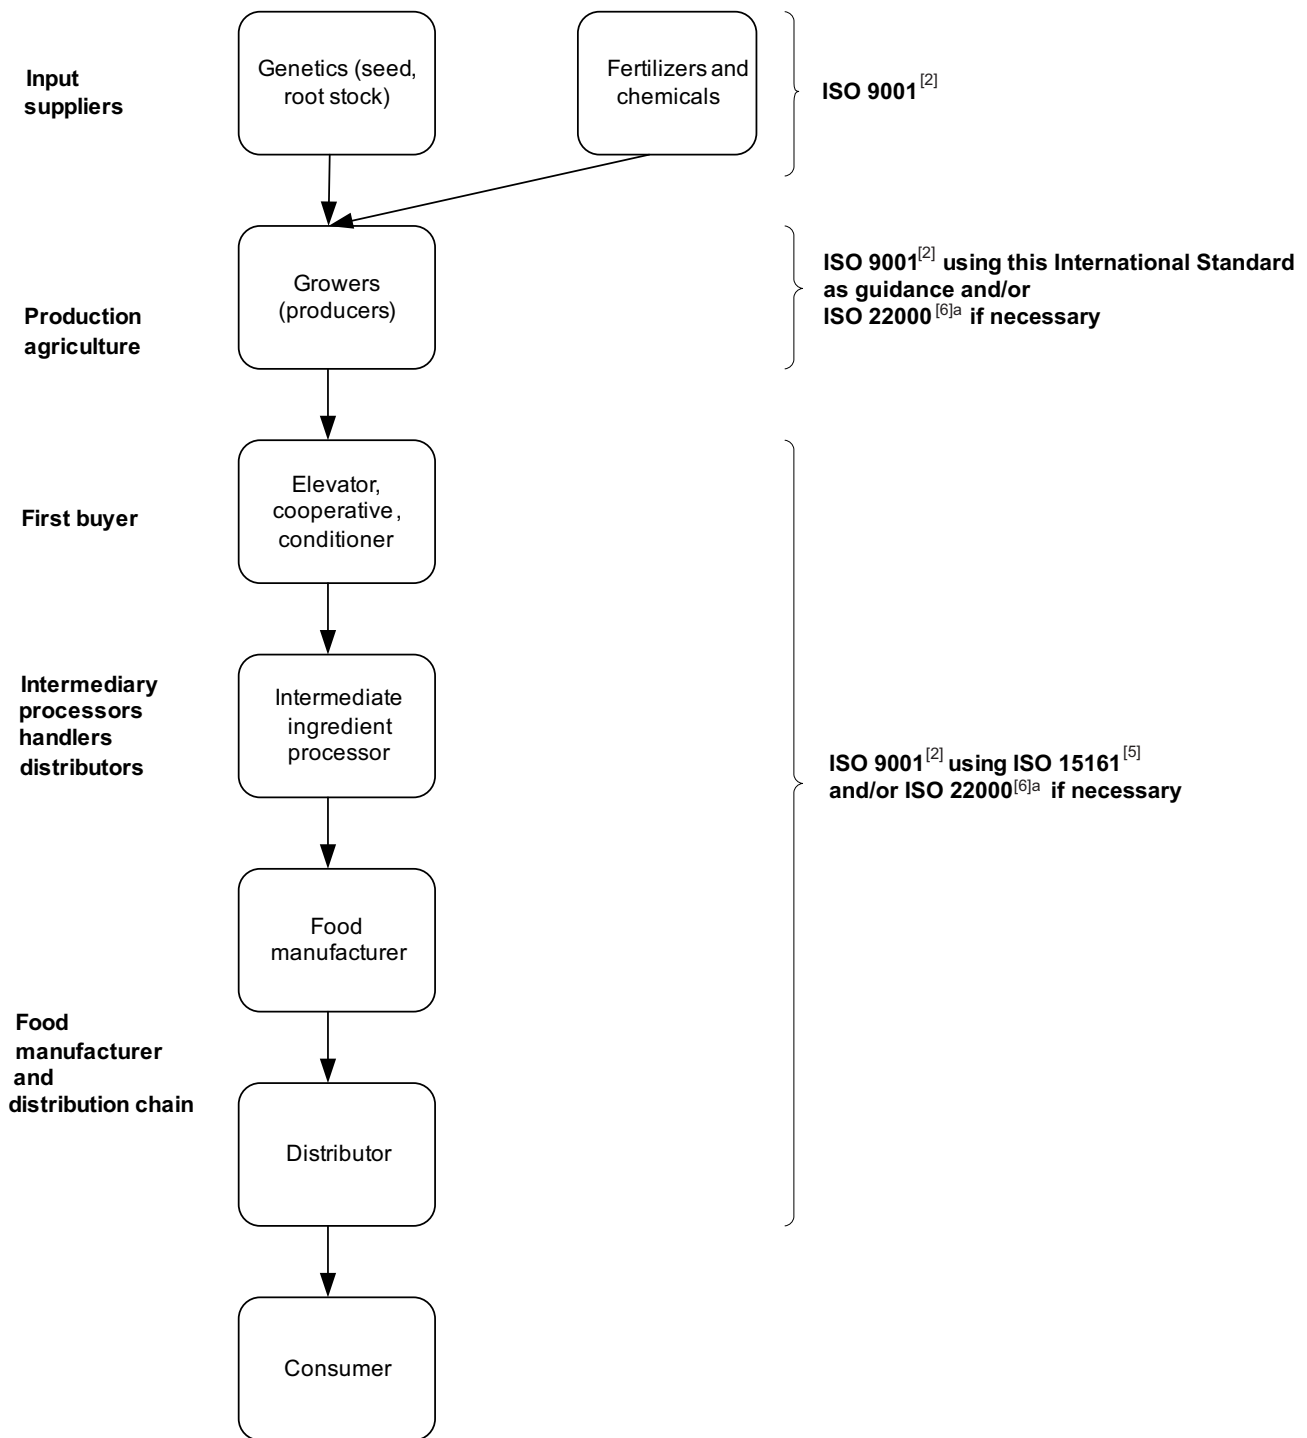 Input
suppliers
Genetics (seed,
root stock)
Fertilizers and
chemicals
ISO 9001[2]
Production
agriculture
Growers
(producers)
ISO 9001[2] using this International Standard
as guidance and/or
ISO 22000[6]a if necessary
First buyer
Elevator,
cooperative,
conditioner
Intermediary
processors
handlers
distributors
Intermediate
ingredient
processor
ISO 9001[2] using ISO 15161[5]
and/or ISO 22000[6]a if necessary
Food
manufacturer
Food
manufacturer
and
distribution chain
Distributor
Consumer